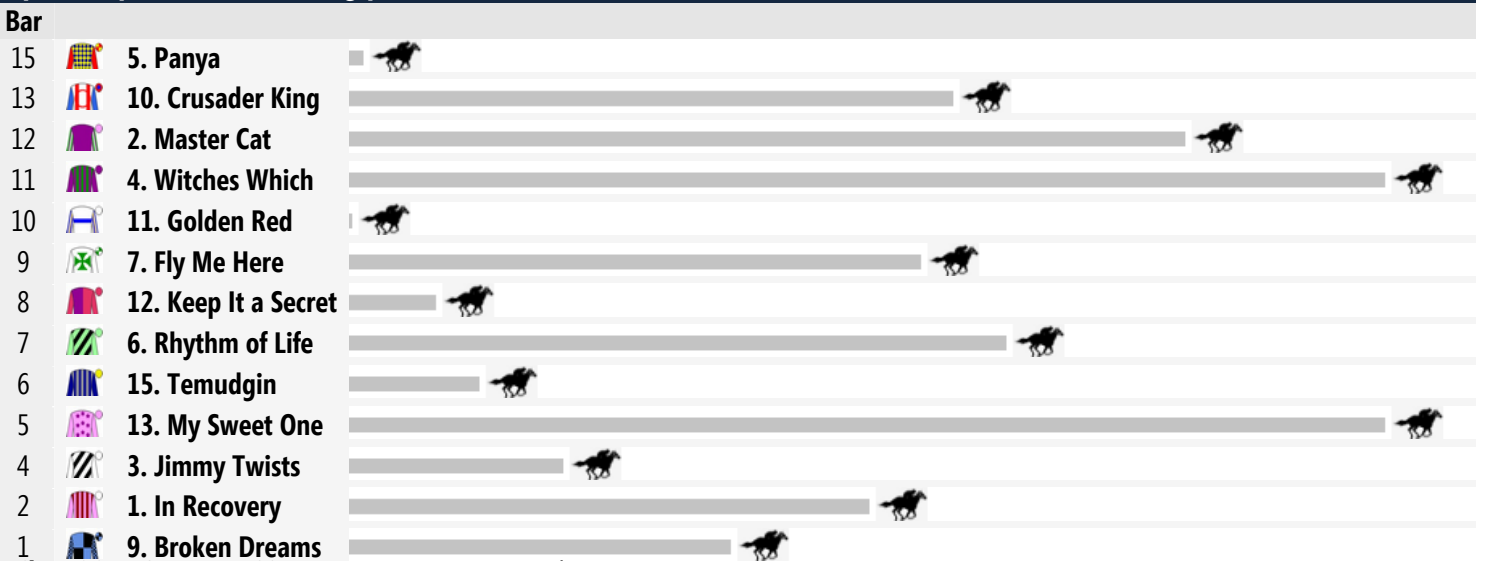 Bar
15 5. Panya
13 10. Crusader King
12 2. Master Cat
11 4. Witches Which
10 11. Golden Red
9 7. Fly Me Here
8 12. Keep It a Secret
7 6. Rhythm of Life
6 15. Temudgin
5 13. My Sweet One
4 3. Jimmy Twists
2 1. In Recovery
1 9. Broken Dreams